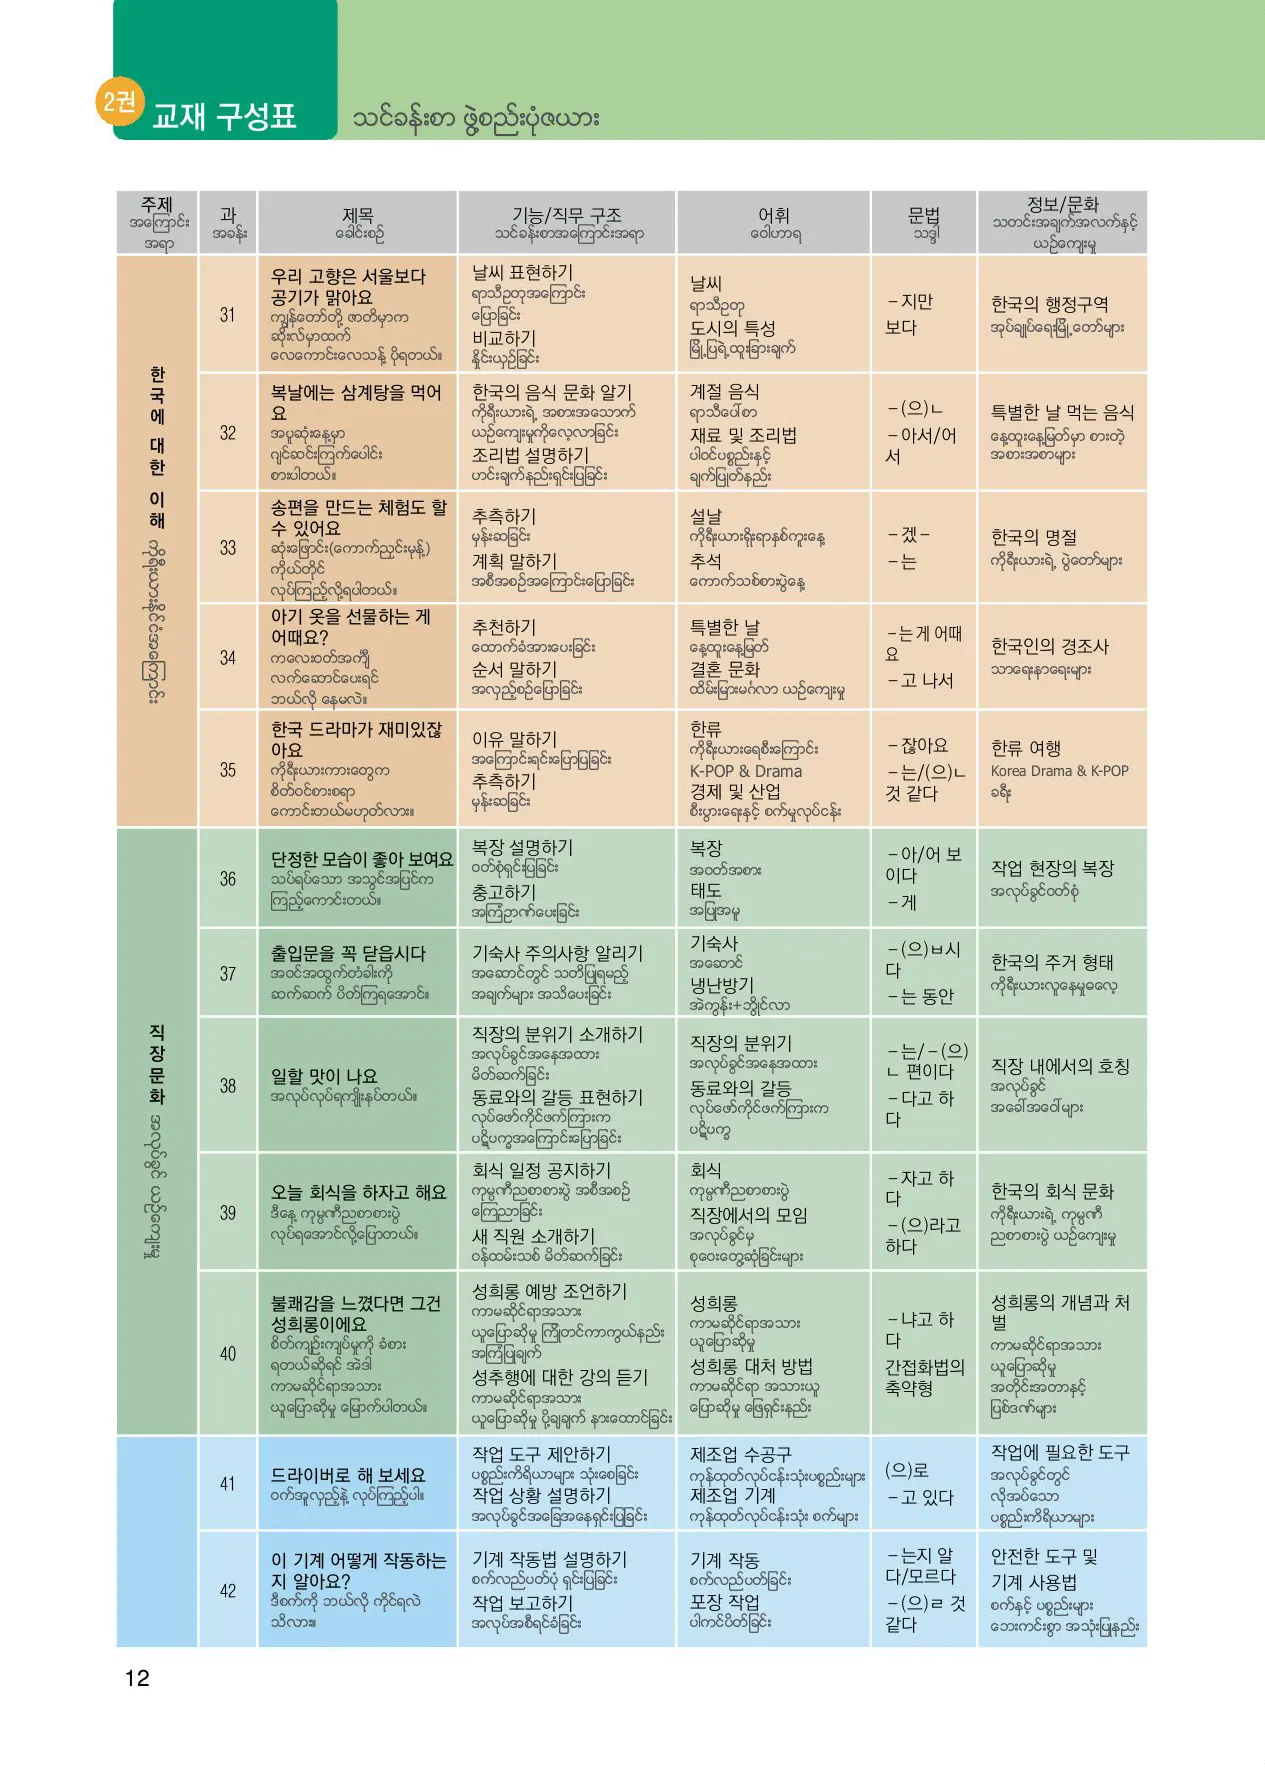 2권
교재 구성표
သင်ခန်းစာ ဖွဲ့စည်းပုံဇယား
주제
အကြောင်း
အရာ
과
အခန်း
제목
ခေါင်းစဉ်
기능/직무 구조
သင်ခန်းစာအကြောင်းအရာ
어휘
ဝေါဟာရ
문법
သဒ္ဒါ
정보/문화
သတင်းအချက်အလက်နှင့်
ယဉ်ကျေးမှု
한국에 대한 이해
ကိုရီးယားနှင့်ပတ်သက်၍
31
우리 고향은 서울보다
공기가 맑아요
ကျွန်တော်တို့ ဇာတိမှာက
ဆိုးလ်မှာထက်
လေကောင်းလေသန့် ပိုရတယ်။
날씨 표현하기
ရာသီဥတုအကြောင်း
ပြောခြင်း
비교하기
နှိုင်းယှဉ်ခြင်း
날씨
ရာသီဥတု
도시의 특성
မြို့ပြရဲ့ထူးခြားချက်
–지만
보다
한국의 행정구역
အုပ်ချုပ်ရေးမြို့တော်များ
32
복날에는 삼계탕을 먹어
요
အပူဆုံးနေ့မှာ
ဂျင်ဆင်းကြက်ပေါင်း
စားပါတယ်။
한국의 음식 문화 알기
ကိုရီးယားရဲ့ အစားအသောက်
ယဉ်ကျေးမှုကိုလေ့လာခြင်း
조리법 설명하기
ဟင်းချက်နည်းရှင်းပြခြင်း
계절 음식
ရာသီပေါ်စာ
재료 및 조리법
ပါဝင်ပစ္စည်းနှင့်
ချက်ပြုတ်နည်း
–(으)ㄴ
–아서/어
서
특별한 날 먹는 음식
နေ့ထူးနေ့မြတ်မှာ စားတဲ့
အစားအစာများ
33
송편을 만드는 체험도 할
수 있어요
ဆုံးဖြောင်း(ကောက်ညှင်းမုန့်)
ကိုယ်တိုင်
လုပ်ကြည့်လို့ရပါတယ်။
추측하기
မှန်းဆခြင်း
계획 말하기
အစီအစဉ်အကြောင်းပြောခြင်း
설날
ကိုရီးယားရိုးရာနှစ်ကူးနေ့
추석
ကောက်သစ်စားပွဲနေ့
–겠–
–는
한국의 명절
ကိုရီးယားရဲ့ ပွဲတော်များ
34
아기 옷을 선물하는 게
어때요?
ကလေးဝတ်အင်္ကျီ
လက်ဆောင်ပေးရင်
ဘယ်လို နေမလဲ။
추천하기
ထောက်ခံအားပေးခြင်း
순서 말하기
အလှည့်စဉ်ပြောခြင်း
특별한 날
နေ့ထူးနေ့မြတ်
결혼 문화
ထိမ်းမြားမင်္ဂလာ ယဉ်ကျေးမှု
–는 게 어때
요
–고 나서
한국인의 경조사
သာရေးနာရေးများ
35
한국 드라마가 재미있잖
아요
ကိုရီးယားကားတွေက
စိတ်ဝင်စားစရာ
ကောင်းတယ်မဟုတ်လား။
이유 말하기
အကြောင်းရင်းပြောပြခြင်း
추측하기
မှန်းဆခြင်း
한류
ကိုရီးယားရေစီးကြောင်း
K-POP & Drama
경제 및 산업
စီးပွားရေးနှင့် စက်မှုလုပ်ငန်း
–잖아요
–는/(으)ㄴ
것 같다
한류 여행
Korea Drama & K-POP
ခရီး
직장문화
အလုပ်ခွင် ယဉ်ကျေးမှု
36
단정한 모습이 좋아 보여요
သပ်ရပ်သော အသွင်အပြင်က
ကြည့်ကောင်းတယ်။
복장 설명하기
ဝတ်စုံရှင်းပြခြင်း
충고하기
အကြံဉာဏ်ပေးခြင်း
복장
အဝတ်အစား
태도
အပြုအမူ
–아/어 보
이다
–게
작업 현장의 복장
အလုပ်ခွင်ဝတ်စုံ
37
출입문을 꼭 닫읍시다
အဝင်အထွက်တံခါးကို
ဆက်ဆက် ပိတ်ကြရအောင်။
기숙사 주의사항 알리기
အဆောင်တွင် သတိပြုရမည့်
အချက်များ အသိပေးခြင်း
기숙사
အဆောင်
냉난방기
အဲကွန်း+ဘွိုင်လာ
–(으)ㅂ시
다
–는 동안
한국의 주거 형태
ကိုရီးယားလူနေမှုဓလေ့
38
일할 맛이 나요
အလုပ်လုပ်ရကျိုးနပ်တယ်။
직장의 분위기 소개하기
အလုပ်ခွင်အနေအထား
မိတ်ဆက်ခြင်း
동료와의 갈등 표현하기
လုပ်ဖော်ကိုင်ဖက်ကြားက
ပဋိပက္ခအကြောင်းပြောခြင်း
직장의 분위기
အလုပ်ခွင်အနေအထား
동료와의 갈등
လုပ်ဖော်ကိုင်ဖက်ကြားက
ပဋိပက္ခ
–는/–(으)
ㄴ 편이다
–다고 하
다
직장 내에서의 호칭
အလုပ်ခွင်
အခေါ်အဝေါ်များ
39
오늘 회식을 하자고 해요
ဒီနေ့ ကုမ္ပဏီညစာစားပွဲ
လုပ်ရအောင်လို့ပြောတယ်။
회식 일정 공지하기
ကုမ္ပဏီညစာစားပွဲ အစီအစဉ်
ကြေညာခြင်း
새 직원 소개하기
ဝန်ထမ်းသစ် မိတ်ဆက်ခြင်း
회식
ကုမ္ပဏီညစာစားပွဲ
직장에서의 모임
အလုပ်ခွင်မှ
စုဝေးတွေ့ဆုံခြင်းများ
–자고 하
다
–(으)라고
하다
한국의 회식 문화
ကိုရီးယားရဲ့ ကုမ္ပဏီ
ညစာစားပွဲ ယဉ်ကျေးမှု
40
불쾌감을 느꼈다면 그건
성희롱이에요
စိတ်ကျဉ်းကျပ်မှုကို ခံစား
ရတယ်ဆိုရင် အဲဒါ
ကာမဆိုင်ရာအသား
ယူပြောဆိုမှု မြောက်ပါတယ်။
성희롱 예방 조언하기
ကာမဆိုင်ရာအသား
ယူပြောဆိုမှု ကြိုတင်ကာကွယ်နည်း
အကြံပြုချက်
성추행에 대한 강의 듣기
ကာမဆိုင်ရာအသား
ယူပြောဆိုမှု ပို့ချချက် နားထောင်ခြင်း
성희롱
ကာမဆိုင်ရာအသား
ယူပြောဆိုမှု
성희롱 대처 방법
ကာမဆိုင်ရာ အသားယူ
ပြောဆိုမှု ဖြေရှင်းနည်း
–냐고 하
다
간접화법의
축약형
성희롱의 개념과 처
벌
ကာမဆိုင်ရာအသား
ယူပြောဆိုမှု
အတိုင်းအတာနှင့်
ပြစ်ဒဏ်များ
41
드라이버로 해 보세요
ဝက်အူလှည့်နဲ့ လုပ်ကြည့်ပါ။
작업 도구 제안하기
ပစ္စည်းကိရိယာများ သုံးစေခြင်း
작업 상황 설명하기
အလုပ်ခွင်အခြေအနေရှင်းပြခြင်း
제조업 수공구
ကုန်ထုတ်လုပ်ငန်းသုံးပစ္စည်းများ
제조업 기계
ကုန်ထုတ်လုပ်ငန်းသုံး စက်များ
(으)로
–고 있다
작업에 필요한 도구
အလုပ်ခွင်တွင်
လိုအပ်သော
ပစ္စည်းကိရိယာများ
42
이 기계 어떻게 작동하는
지 알아요?
ဒီစက်ကို ဘယ်လို ကိုင်ရလဲ
သိလား။
기계 작동법 설명하기
စက်လည်ပတ်ပုံ ရှင်းပြခြင်း
작업 보고하기
အလုပ်အစီရင်ခံခြင်း
기계 작동
စက်လည်ပတ်ခြင်း
포장 작업
ပါကင်ပိတ်ခြင်း
–는지 알
다/모르다
–(으)ㄹ 것
같다
안전한 도구 및
기계 사용법
စက်နှင့် ပစ္စည်းများ
ဘေးကင်းစွာ အသုံးပြုနည်း
12